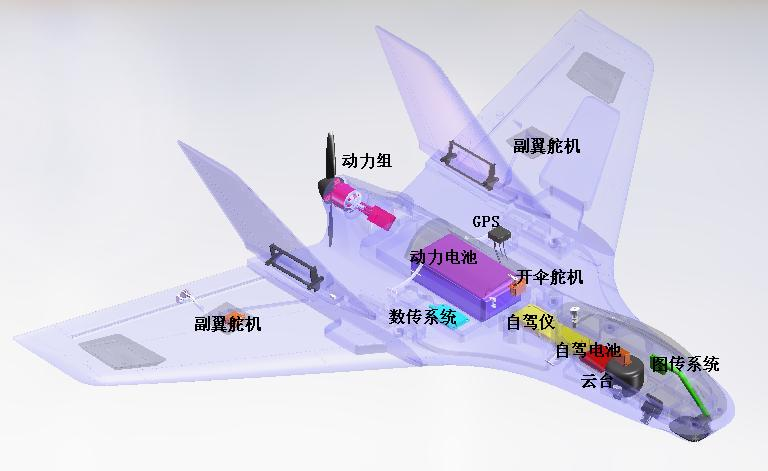 副翼舵机
动力组
GPS
动力电池
开伞舵机
数传系统
自驾仪
副翼舵机
自驾电池
图传系统
云台